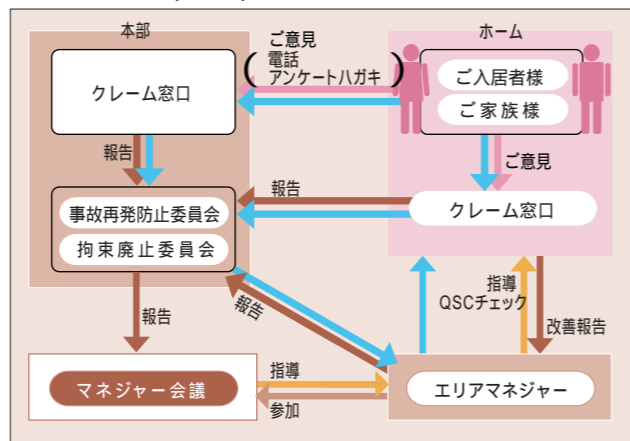 本部
ホーム
ご意見
電話
アンケートハガキ
クレーム窓口
ご入居者様
ご家族様
報告
ご意見
報告
クレーム窓口
事故再発防止委員会
拘束廃止委員会
報告
報告
指導
QSCチェック
改善報告
マネジャー会議
指導
参加
エリアマネジャー